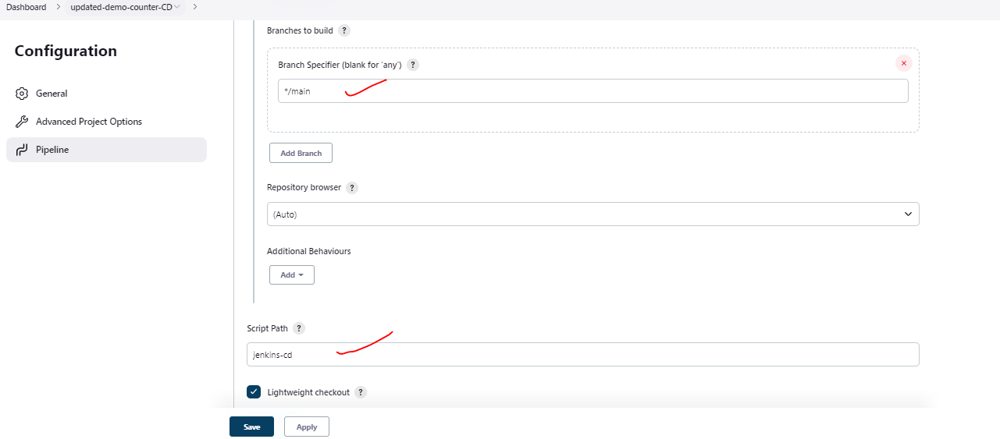 Dashboard > updated-demo-counter-CD >
Configuration
General
Advanced Project Options
Pipeline
Branches to build ?
Branch Specifier (blank for 'any') ?
*/main
Add Branch
Repository browser ?
(Auto)
Additional Behaviours
Add
Script Path ?
jenkins-cd
Lightweight checkout ?
Save Apply